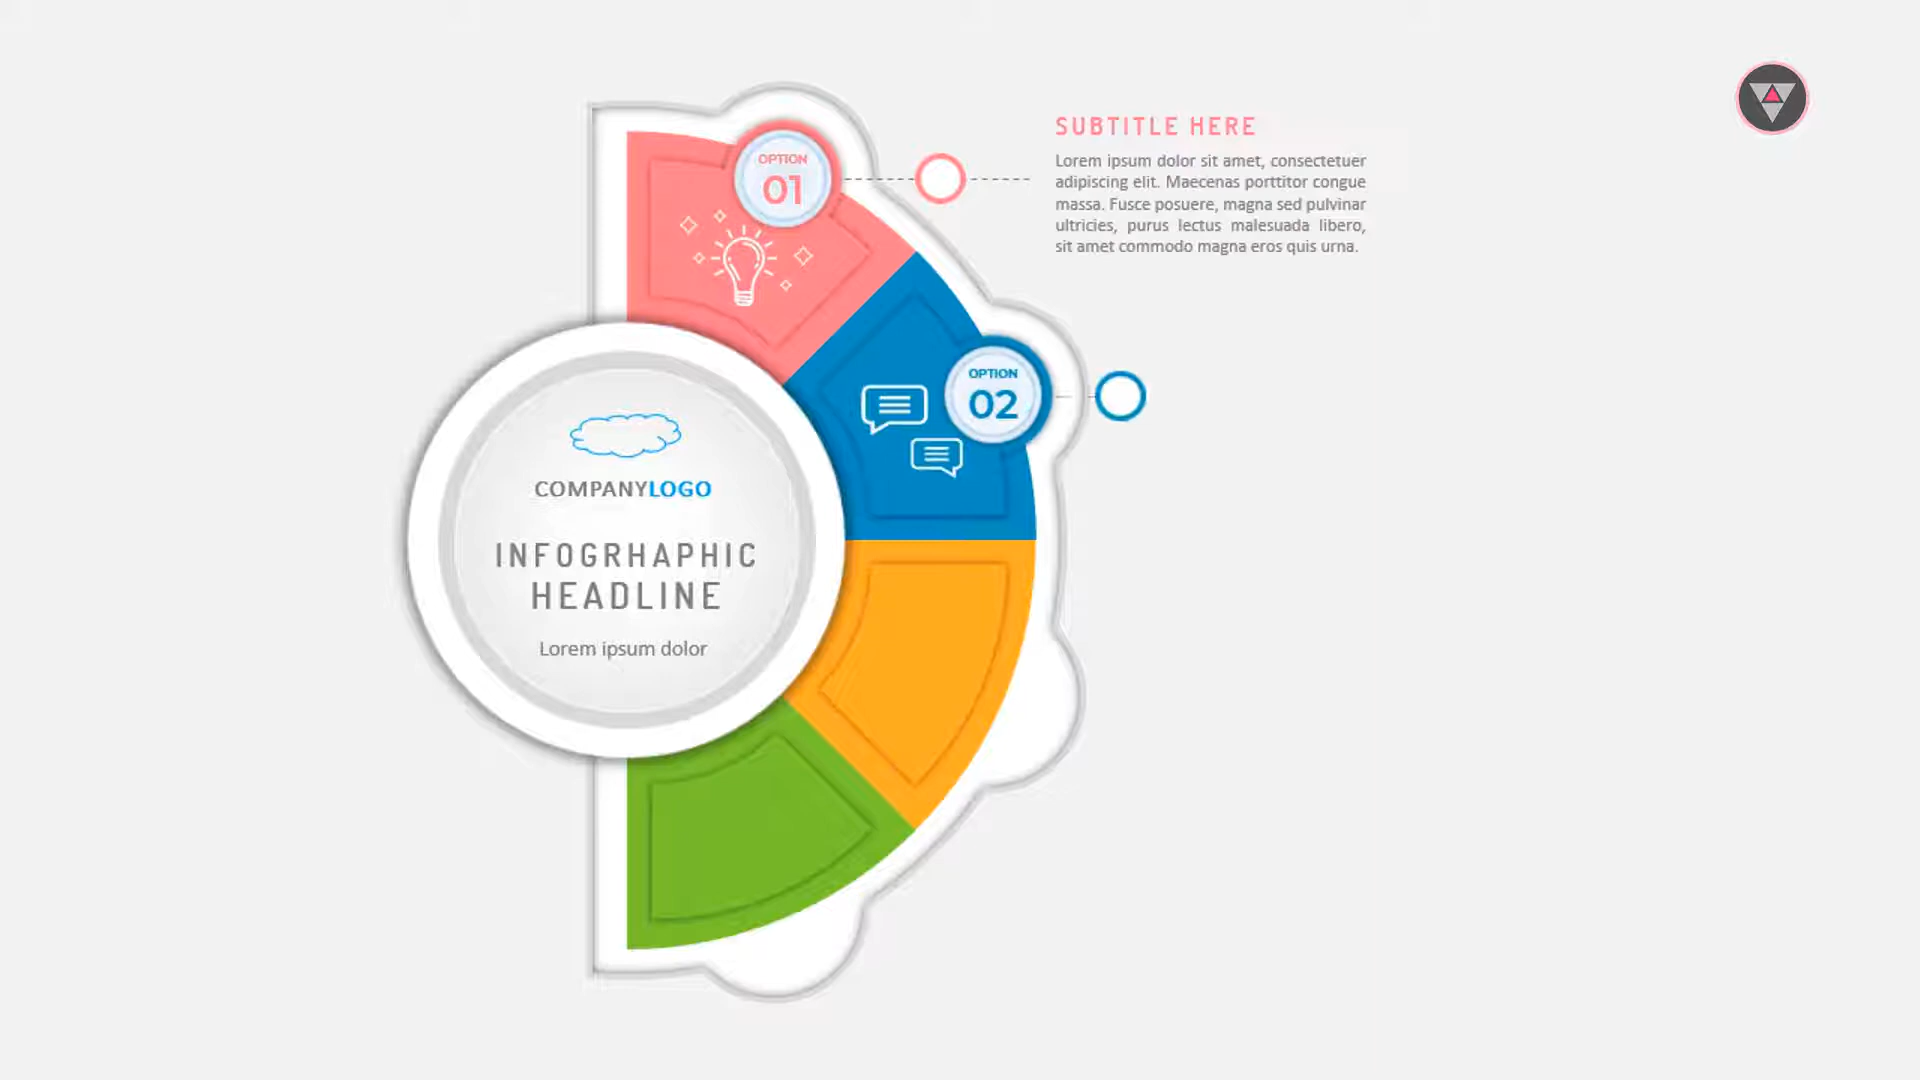 OPTION
01
SUBTITLE HERE
Lorem ipsum dolor sit amet, consectetuer
adipiscing elit. Maecenas porttitor congue
massa. Fusce posuere, magna sed pulvinar
ultricies, purus lectus malesuada libero,
sit amet commodo magna eros quis urna.
OPTION
02
COMPANYLOGO
INFOGRHAPHIC
HEADLINE
Lorem ipsum dolor